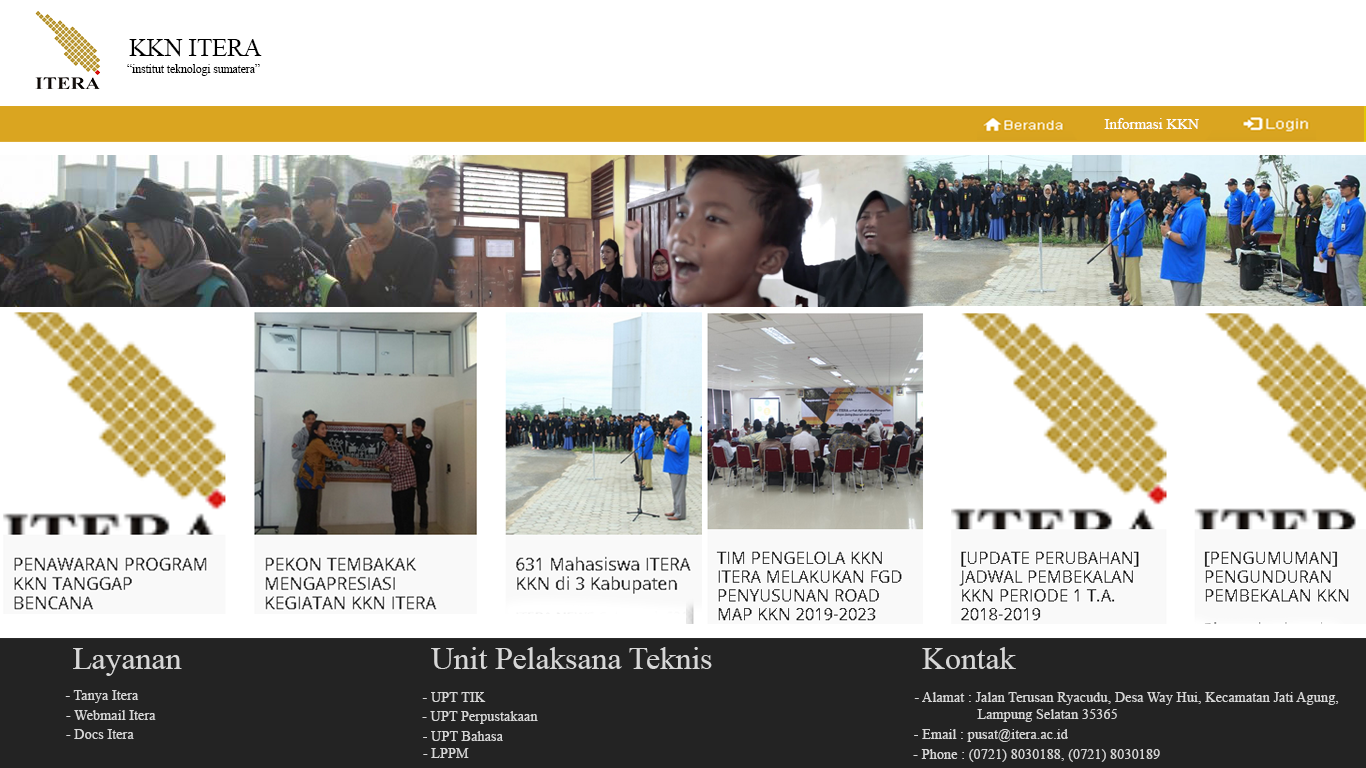 ITERA
KKN ITERA
“institut teknologi sumatera”
Beranda
Informasi KKN
Login
KKN
ITERA
ITERA
ITER
PENAWARAN PROGRAM
KKN TANGGAP
BENCANA
PEKON TEMBAKAK
MENGAPRESIASI
KEGIATAN KKN ITERA
631 Mahasiswa ITERA
KKN di 3 Kabupaten
TIM PENGELOLA KKN
ITERA MELAKUKAN FGD
PENYUSUNAN ROAD
MAP KKN 2019-2023
[UPDATE PERUBAHAN]
JADWAL PEMBEKALAN
KKN PERIODE 1 T.A.
2018-2019
[PENGUMUMAN]
PENGUNDURAN
PEMBEKALAN KKN
Layanan
- Tanya Itera
- Webmail Itera
- Docs Itera
Unit Pelaksana Teknis
- UPT TIK
- UPT Perpustakaan
- UPT Bahasa
- LPPM
Kontak
- Alamat : Jalan Terusan Ryacudu, Desa Way Hui, Kecamatan Jati Agung,
Lampung Selatan 35365
- Email : pusat@itera.ac.id
- Phone : (0721) 8030188, (0721) 8030189